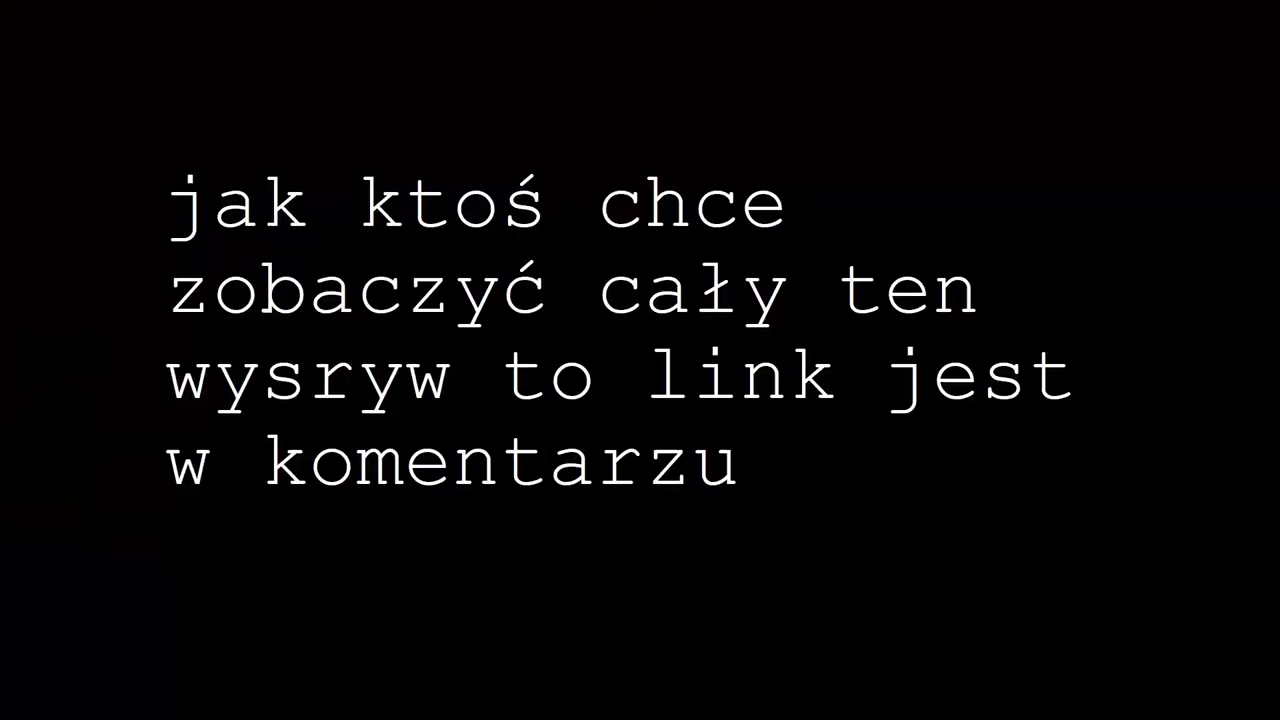 jak ktoś chce
zobaczyć cały ten
wysryw to link jest
w komentarzu